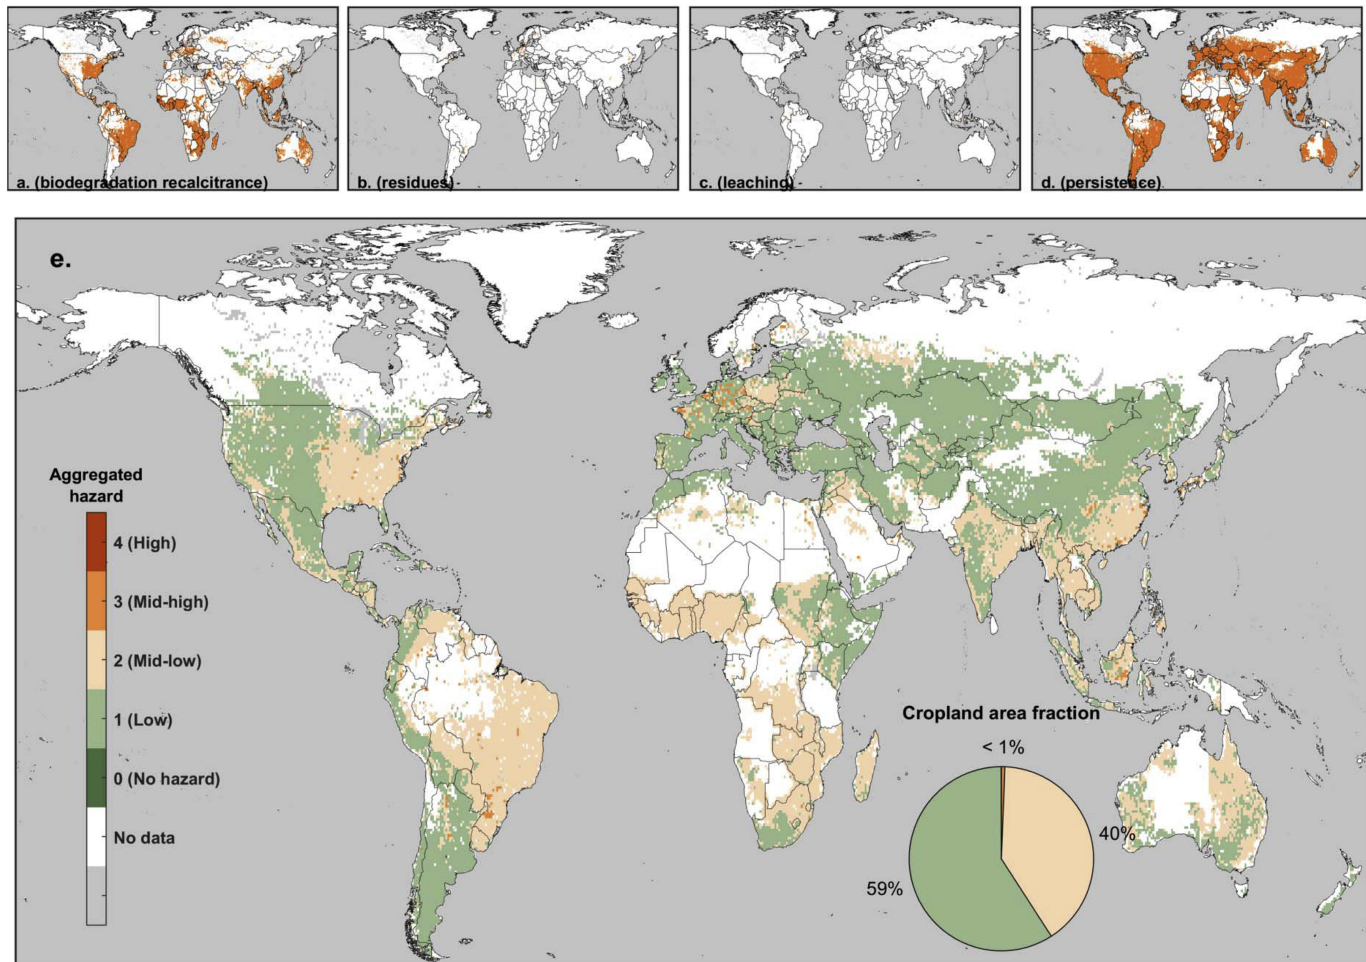 a. (biodegradation recalcitrance)
b. (residues)
c. (leaching)
d. (persistence)
e.
Aggregated
hazard
4 (High)
3 (Mid-high)
2 (Mid-low)
1 (Low)
0 (No hazard)
No data
Cropland area fraction
< 1%
40%
59%